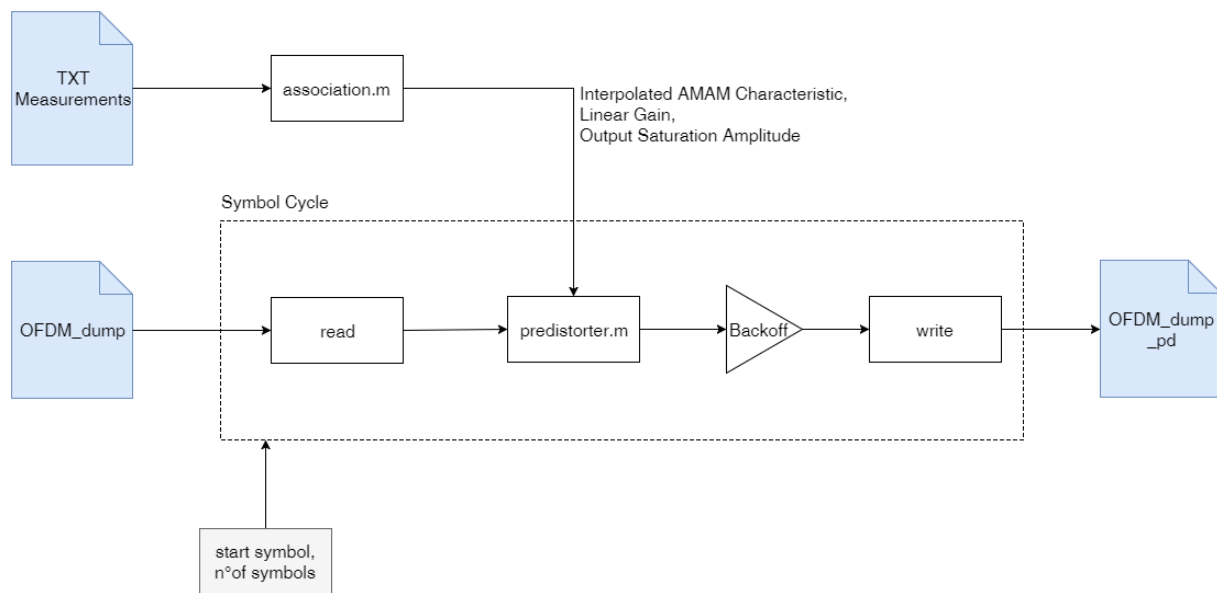 TXT
Measurements
association.m
Interpolated AMAM Characteristic,
Linear Gain,
Output Saturation Amplitude
Symbol Cycle
OFDM_dump
read
predistorter.m
Backoff
write
OFDM_dump
_pd
start symbol,
n°of symbols